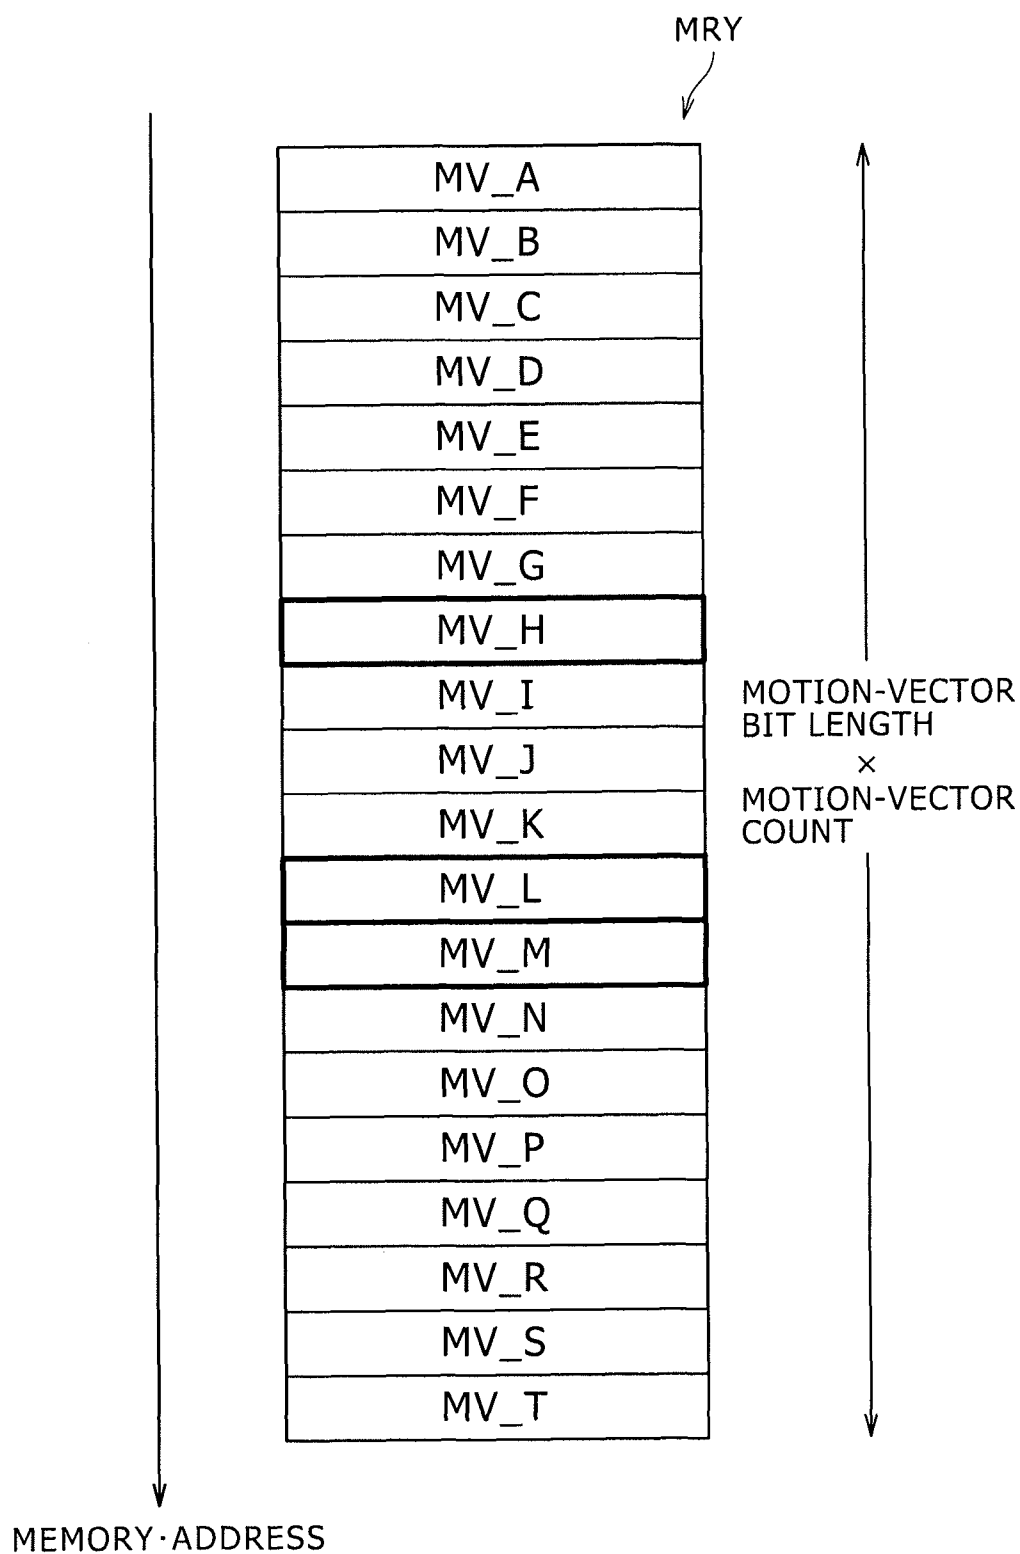 MRY
MV_A
MV_B
MV_C
MV_D
MV_E
MV_F
MV_G
MV_H
MV_I
MV_J
MV_K
MV_L
MV_M
MV_N
MV_O
MV_P
MV_Q
MV_R
MV_S
MV_T
MOTION-VECTOR
BIT LENGTH
×
MOTION-VECTOR
COUNT
MEMORY·ADDRESS